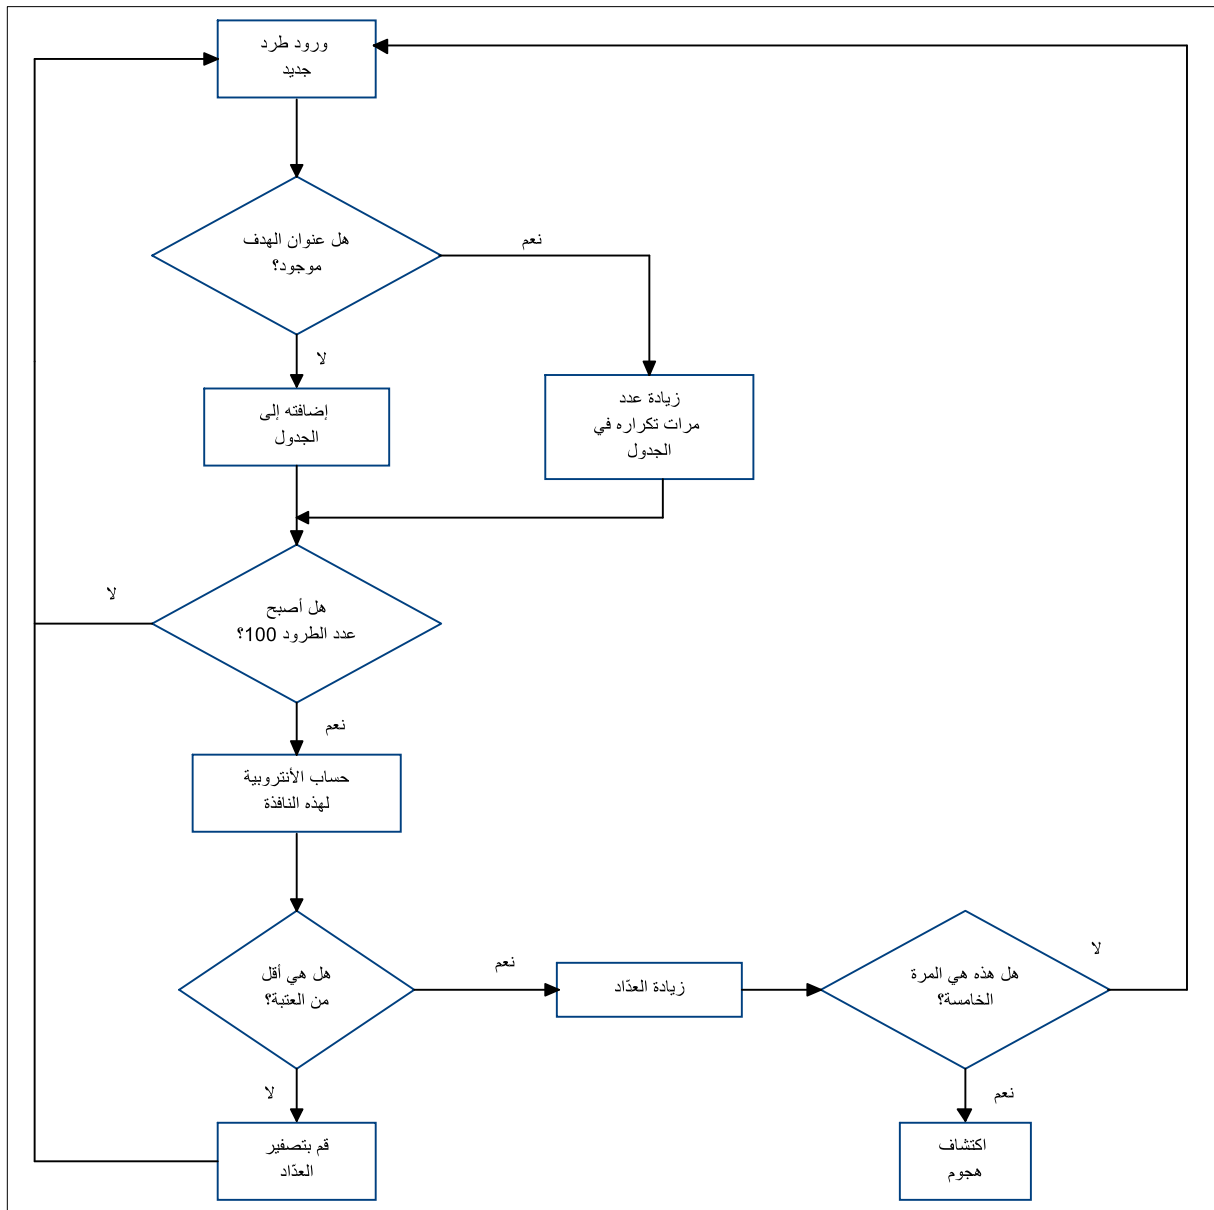 ورود طرد
جديد
هل عنوان الهدف
موجود؟
نعم
لا
إضافته إلى
الجدول
زيادة عدد
مرات تكراره في
الجدول
هل أصبح
عدد الطرود 100؟
لا
نعم
حساب الأنتروبية
لهذه النافذة
هل هي أقل
من العتبة؟
نعم
زيادة العدّاد
هل هذه هي المرة
الخامسة؟
لا
لا
نعم
قم بتصفير
العدّاد
اكتشاف
هجوم